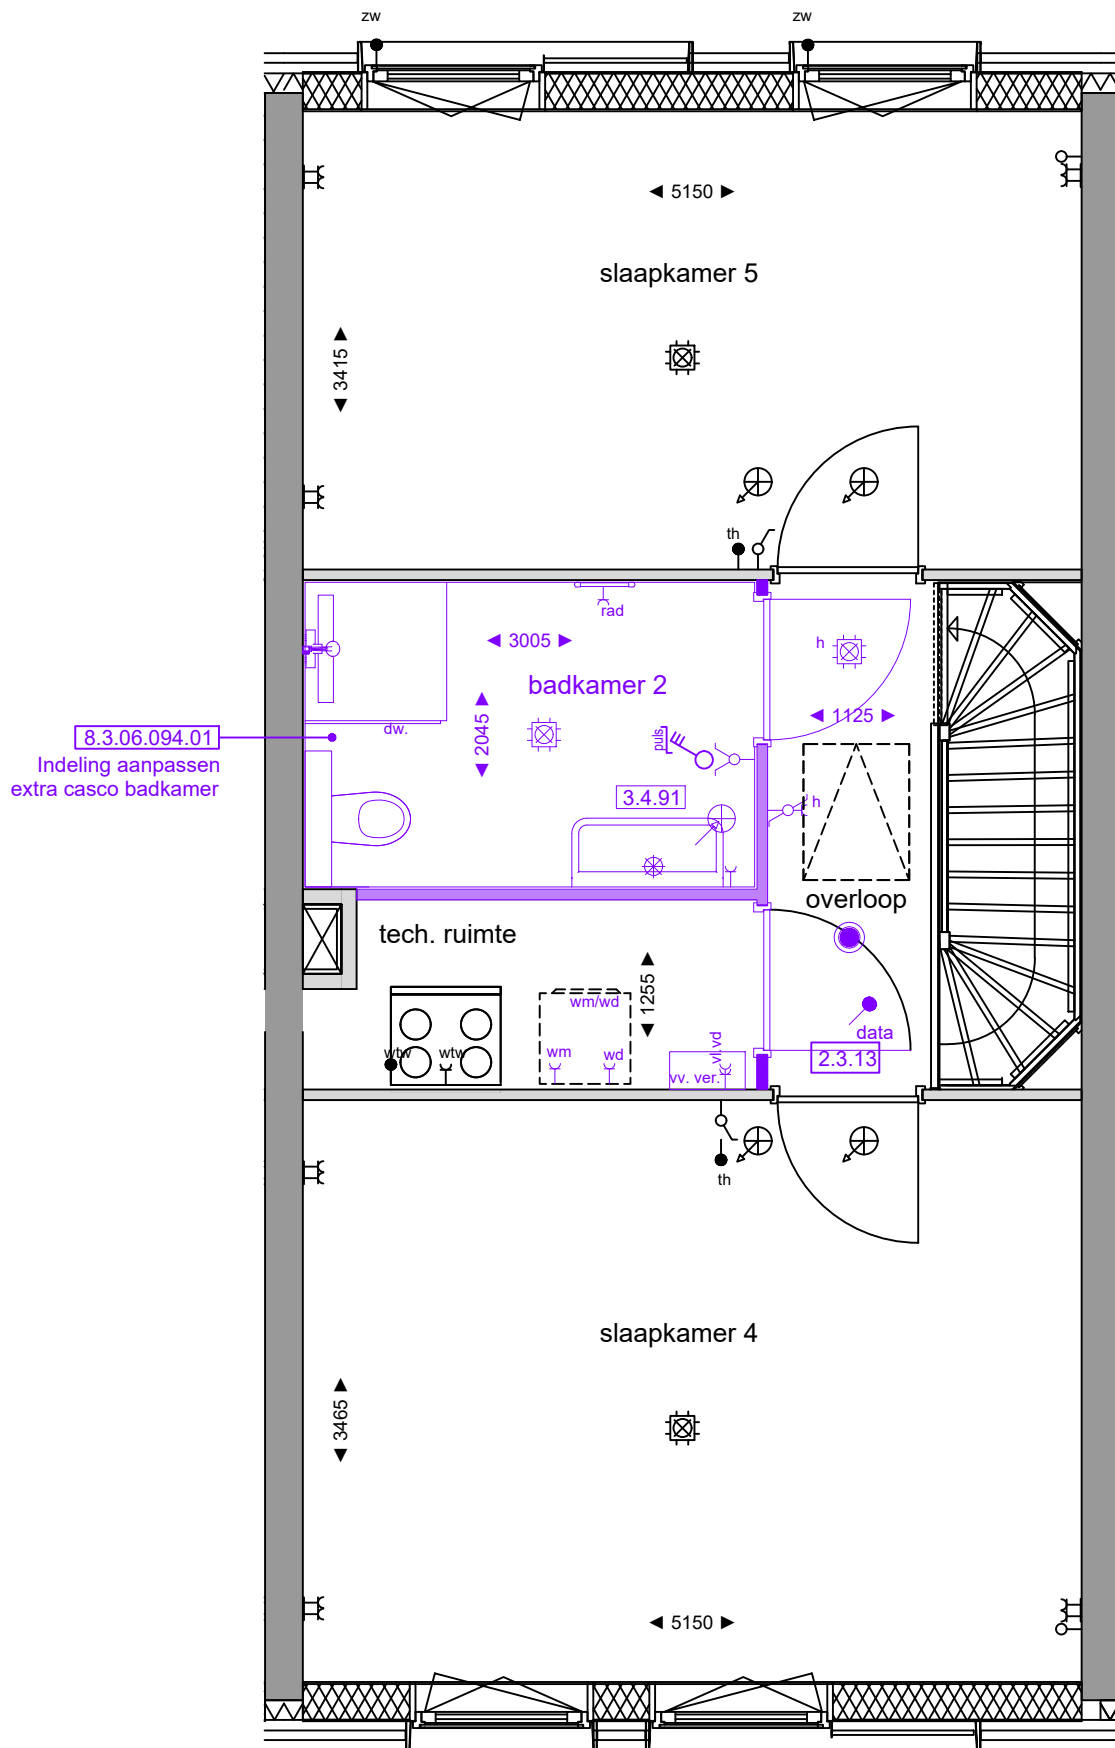 zw
zw
5150
slaapkamer 5
3415
th
rad
3005
h
badkamer 2
1125
dw.
2045
puls
8.3.06.094.01
Indeling aanpassen
extra casco badkamer
3.4.91
h
overloop
tech. ruimte
1255
wm/wd
data
wtw
wtw
wm
wd
vl.vd
vv. ver.
2.3.13
th
slaapkamer 4
3465
5150